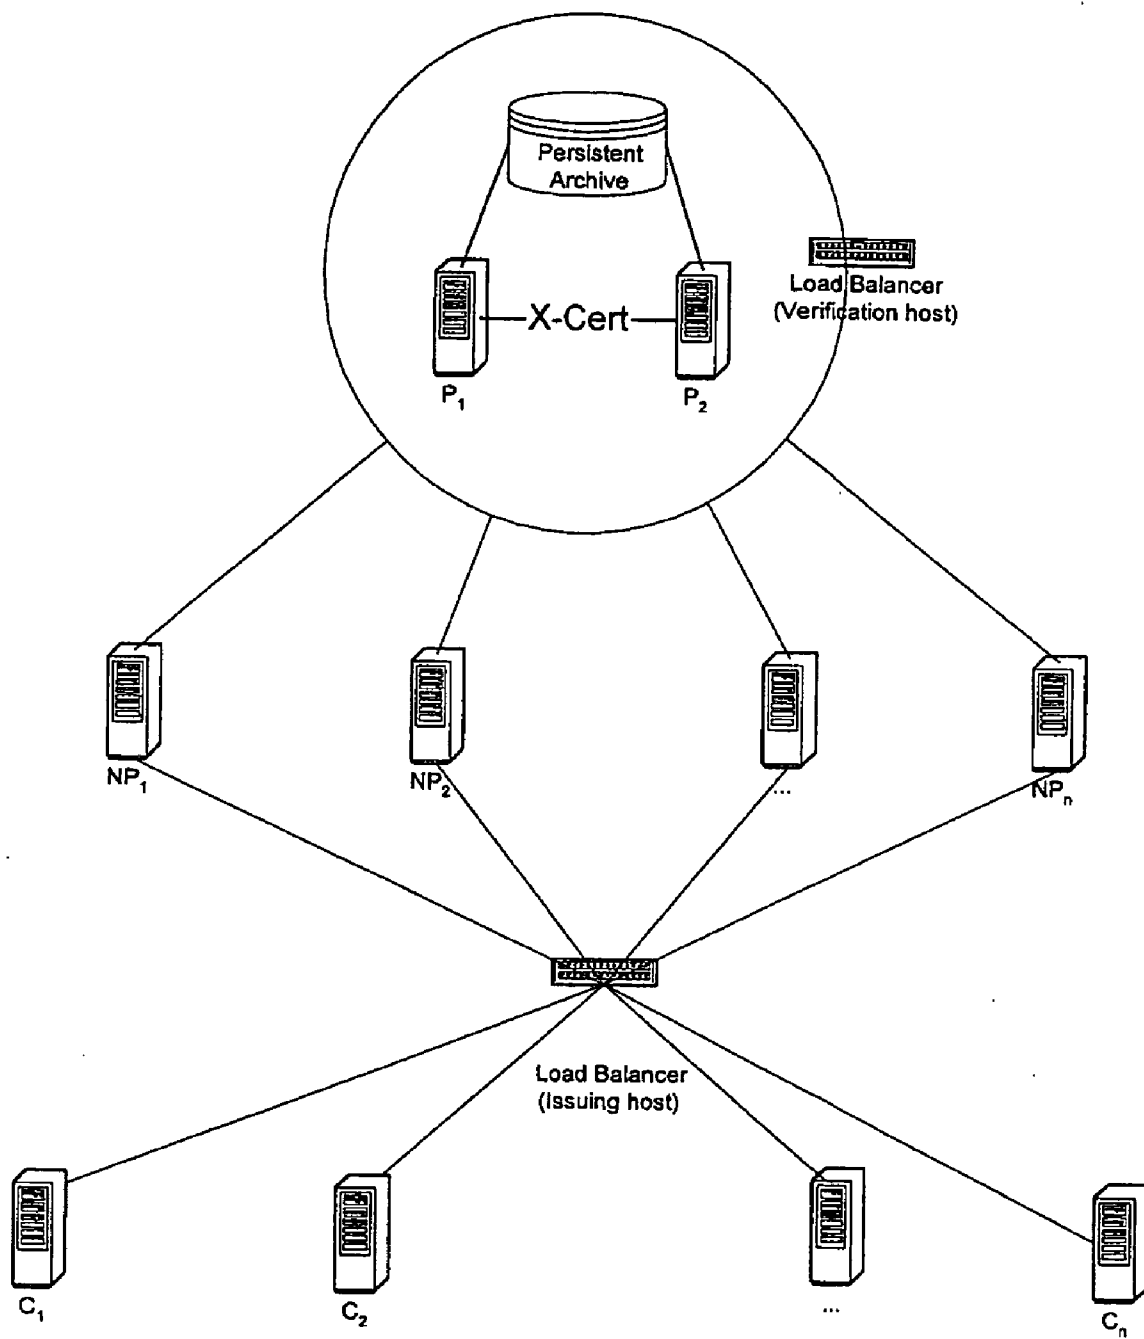 Persistent
Archive
Load Balancer
(Verification host)
X-Cert
P1
P2
NP1
NP2
...
NPn
Load Balancer
(Issuing host)
C1
C2
...
Cn